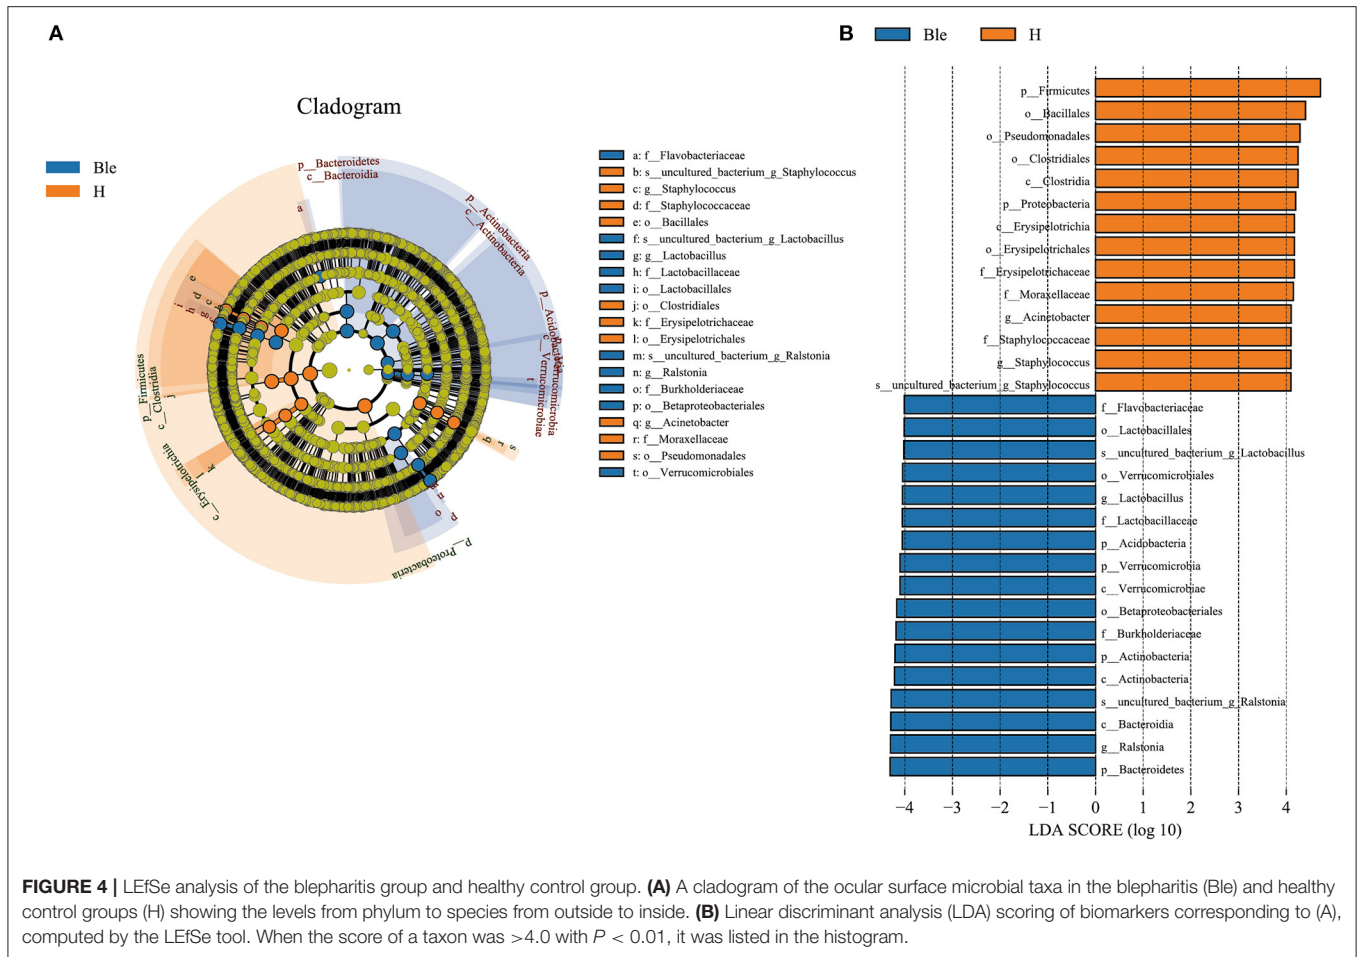 A
Cladogram
Ble
H
p__Bacteroidetes
c__Bacteroidia
a
p__Actinobacteria
c__Actinobacteria
p__Acidobacteria
p__Verrucomicrobia
c__Verrucomicrobiae
t
e
d
c
b
i
h
g
f
p__Firmicutes
c__Clostridia
j
c__Erysipelotrichia
l
k
q
r
s
m
n
o
p
p__Proteobacteria
a: f__Flavobacteriaceae
b: s__uncultured_bacterium_g_Staphylococcus
c: g__Staphylococcus
d: f__Staphylococcaceae
e: o__Bacillales
f: s__uncultured_bacterium_g_Lactobacillus
g: g__Lactobacillus
h: f__Lactobacillaceae
i: o__Lactobacillales
j: o__Clostridiales
k: f__Erysipelotrichaceae
l: o__Erysipelotrichales
m: s__uncultured_bacterium_g_Ralstonia
n: g__Ralstonia
o: f__Burkholderiaceae
p: o__Betaproteobacteriales
q: g__Acinetobacter
r: f__Moraxellaceae
s: o__Pseudomonadales
t: o__Verrucomicrobiales
B
Ble
H
p__Firmicutes
o__Bacillales
o__Pseudomonadales
o__Clostridiales
c__Clostridia
p__Proteobacteria
c__Erysipelotrichia
o__Erysipelotrichales
f__Erysipelotrichaceae
f__Moraxellaceae
g__Acinetobacter
f__Staphylococcaceae
g__Staphylococcus
s__uncultured_bacterium_g_Staphylococcus
f__Flavobacteriaceae
o__Lactobacillales
s__uncultured_bacterium_g_Lactobacillus
o__Verrucomicrobiales
g__Lactobacillus
f__Lactobacillaceae
p__Acidobacteria
p__Verrucomicrobia
c__Verrucomicrobiae
o__Betaproteobacteriales
f__Burkholderiaceae
p__Actinobacteria
c__Actinobacteria
s__uncultured_bacterium_g_Ralstonia
c__Bacteroidia
g__Ralstonia
p__Bacteroidetes
−4 −3 −2 −1 0 1 2 3 4
LDA SCORE (log 10)
FIGURE 4 | LEfSe analysis of the blepharitis group and healthy control group. (A) A cladogram of the ocular surface microbial taxa in the blepharitis (Ble) and healthy
control groups (H) showing the levels from phylum to species from outside to inside. (B) Linear discriminant analysis (LDA) scoring of biomarkers corresponding to (A),
computed by the LEfSe tool. When the score of a taxon was >4.0 with P < 0.01, it was listed in the histogram.